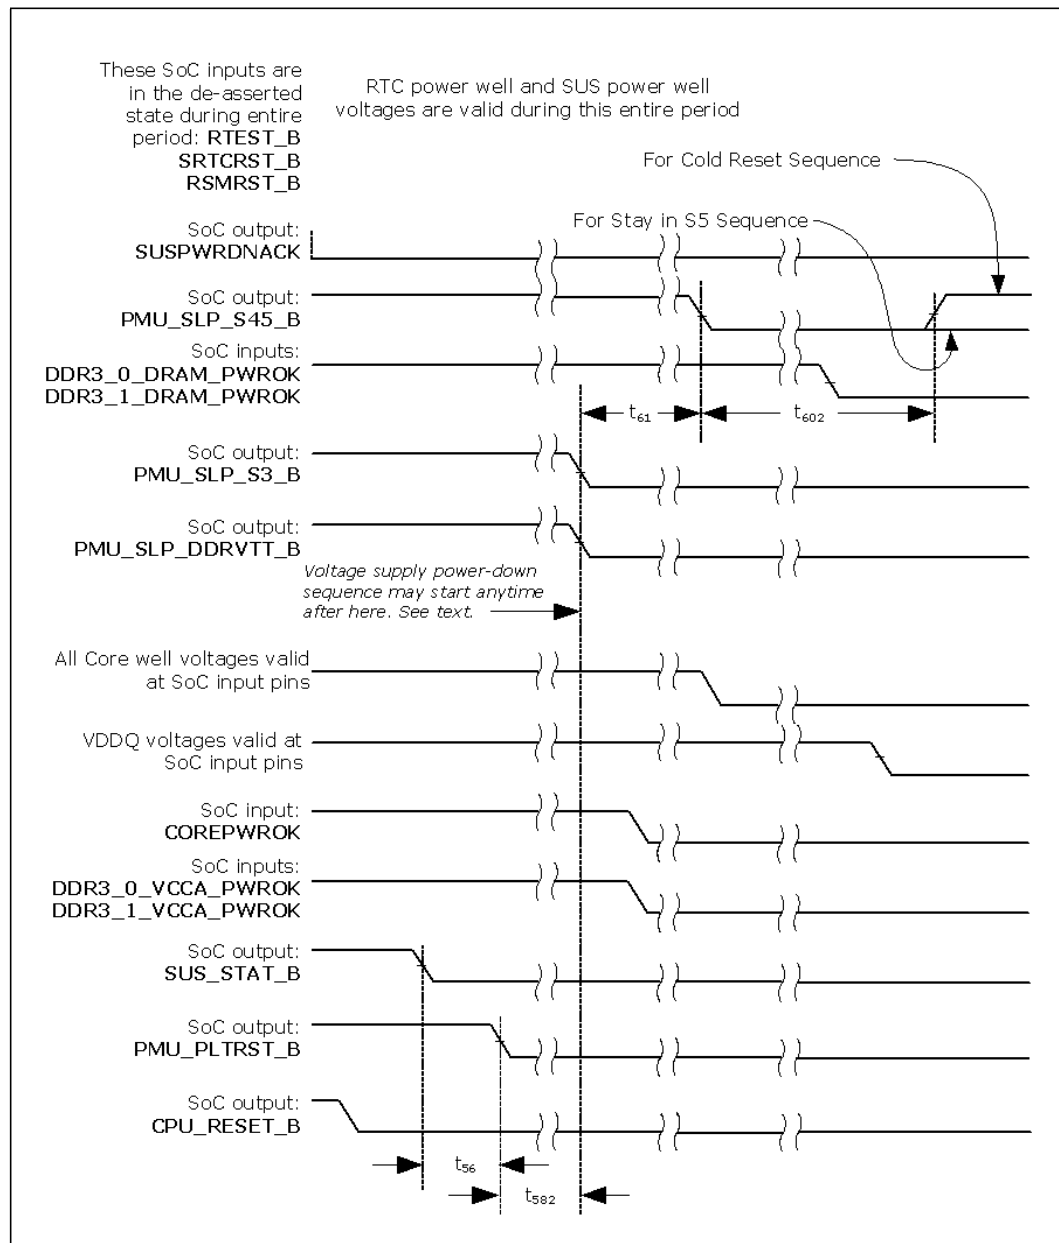 These SoC inputs are
in the de-asserted
state during entire
period: RTEST_B
SRTCRST_B
RSMRST_B
RTC power well and SUS power well
voltages are valid during this entire period
For Cold Reset Sequence
For Stay in S5 Sequence
SoC output:
SUSPWRDNACK
SoC output:
PMU_SLP_S45_B
SoC inputs:
DDR3_0_DRAM_PWROK
DDR3_1_DRAM_PWROK
t61
t602
SoC output:
PMU_SLP_S3_B
SoC output:
PMU_SLP_DDRVTT_B
Voltage supply power-down
sequence may start anytime
after here. See text.
All Core well voltages valid
at SoC input pins
VDDQ voltages valid at
SoC input pins
SoC input:
COREPWROK
SoC inputs:
DDR3_0_VCCA_PWROK
DDR3_1_VCCA_PWROK
SoC output:
SUS_STAT_B
SoC output:
PMU_PLTRST_B
SoC output:
CPU_RESET_B
t56
t582